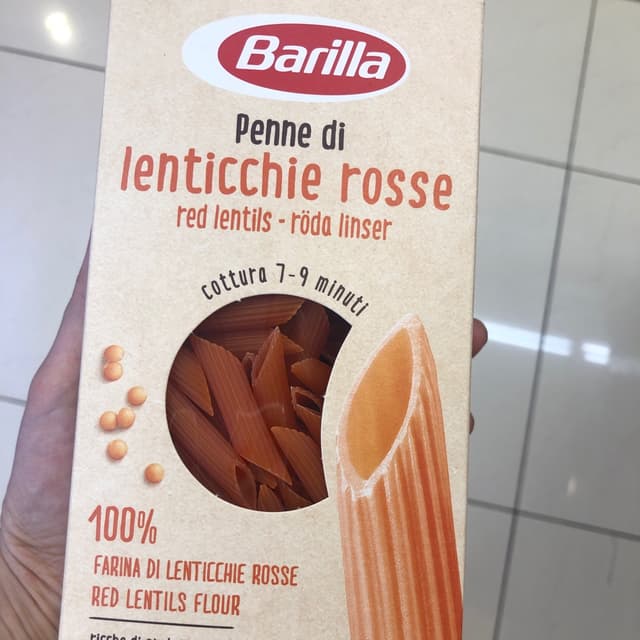 Barilla
Penne di
lenticchie rosse
red lentils - röda linser
cottura 7-9 minuti
100%
FARINA DI LENTICCHIE ROSSE
RED LENTILS FLOUR